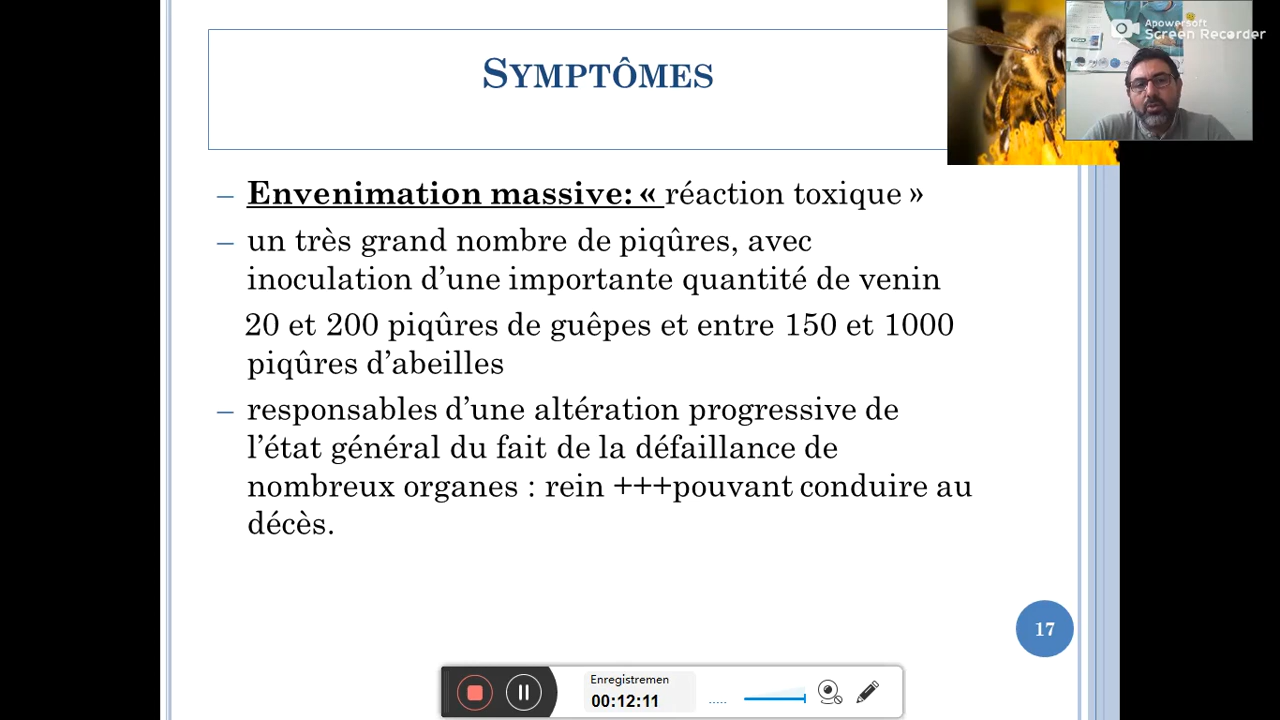 Apowersoft
Screen Recorder
SYMPTÔMES
– Envenimation massive: « réaction toxique »
– un très grand nombre de piqûres, avec
inoculation d’une importante quantité de venin
20 et 200 piqûres de guêpes et entre 150 et 1000
piqûres d’abeilles
– responsables d’une altération progressive de
l’état général du fait de la défaillance de
nombreux organes : rein +++pouvant conduire au
décès.
17
Enregistremen
00:12:11